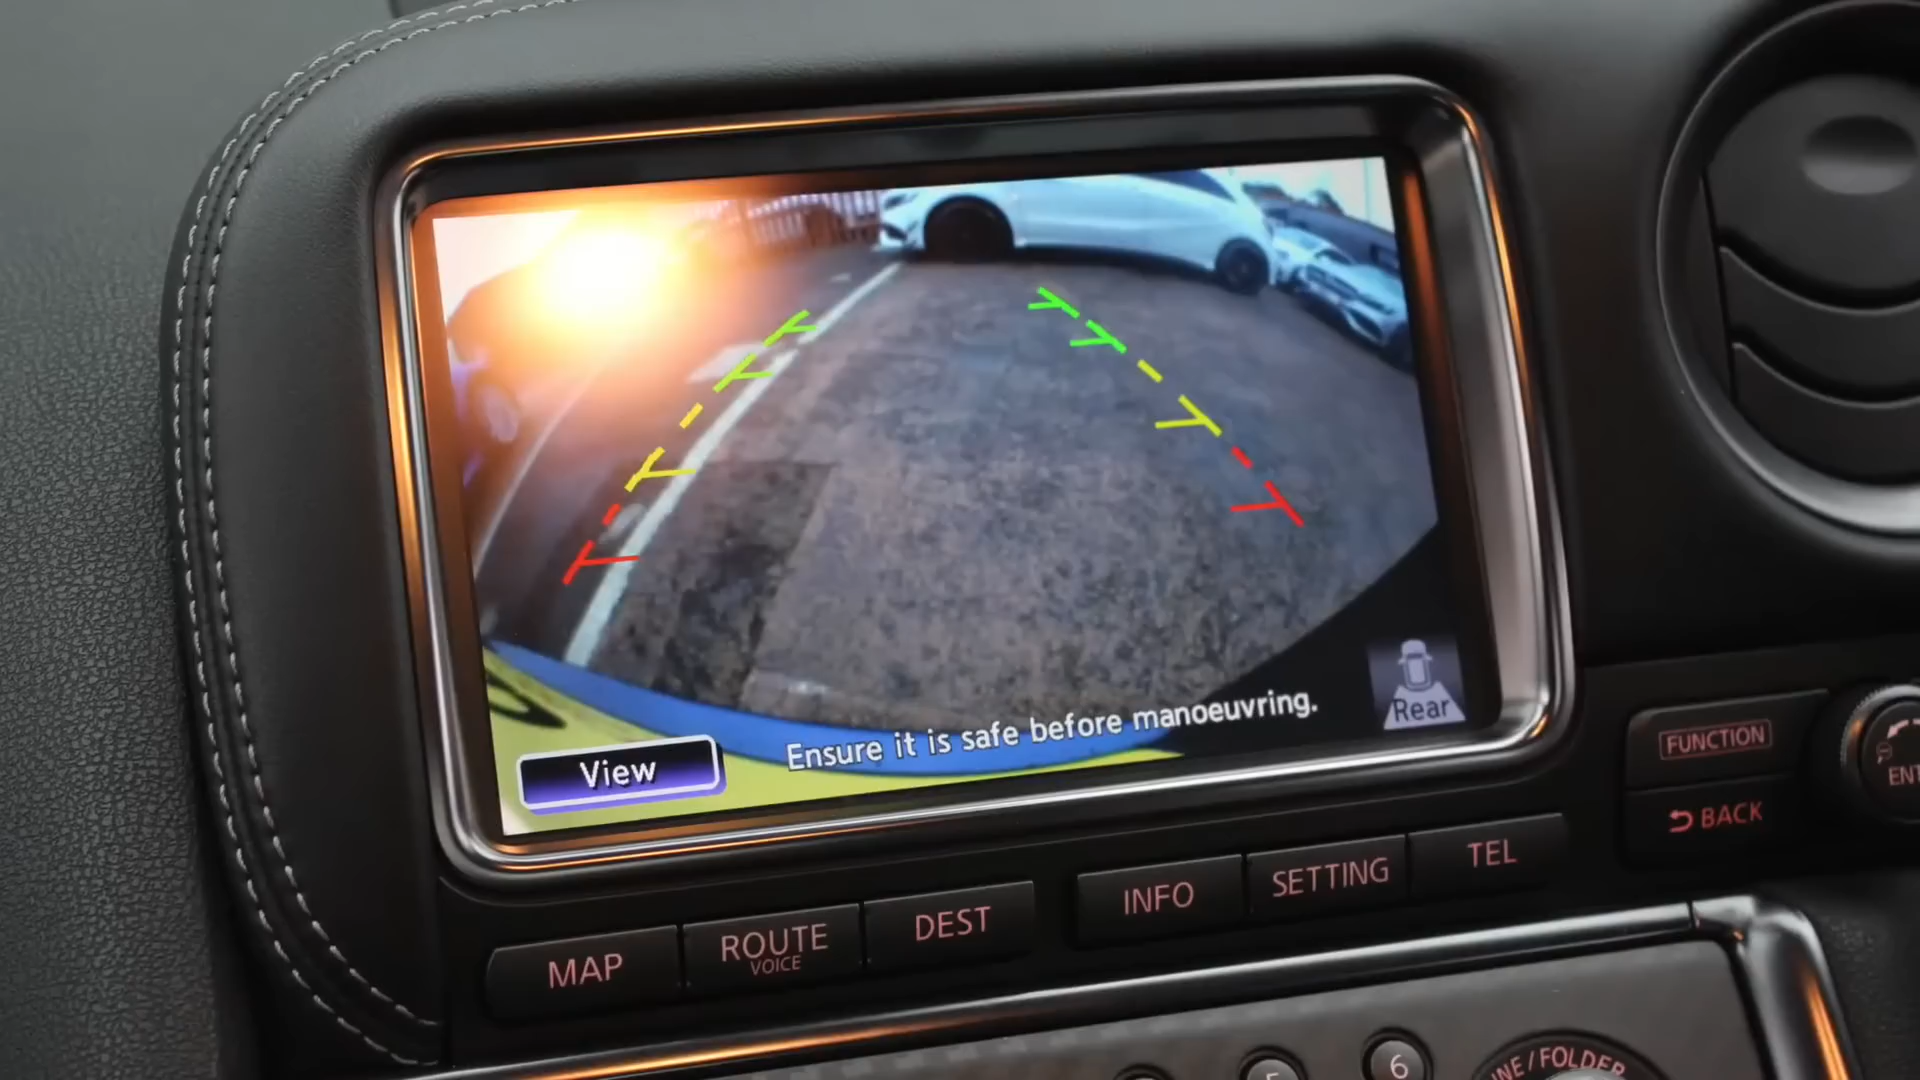 Ensure it is safe before manoeuvring.
View
Rear
FUNCTION
BACK
MAP
ROUTE
VOICE
DEST
INFO
SETTING
TEL
6